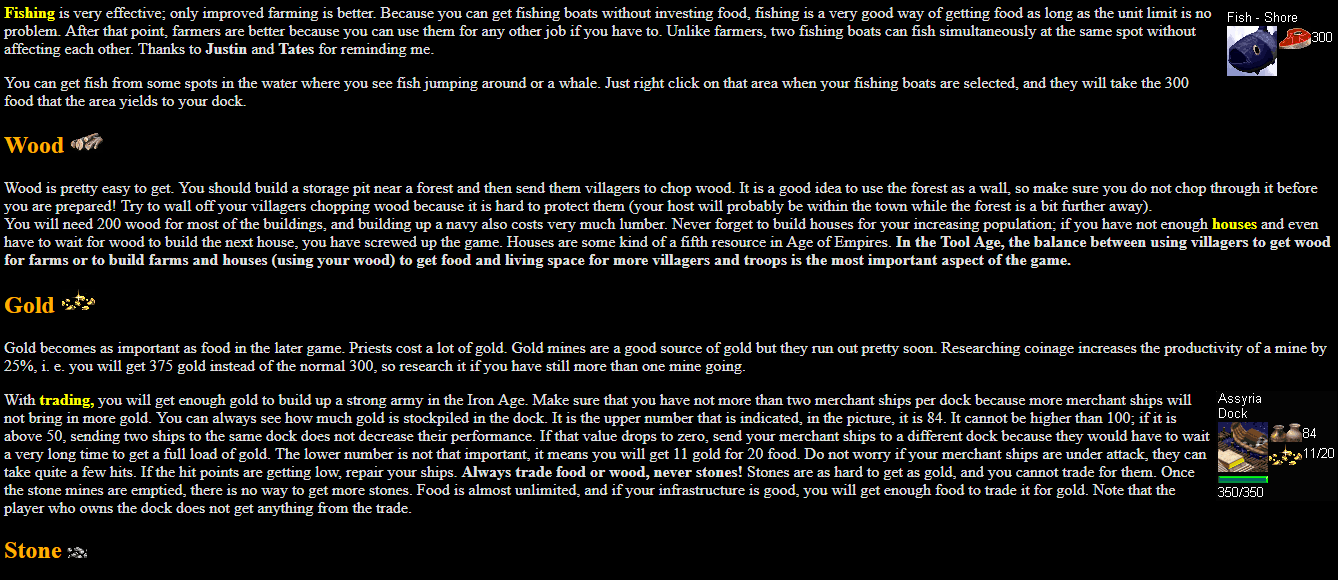 Fishing is very effective; only improved farming is better. Because you can get fishing boats without investing food, fishing is a very good way of getting food as long as the unit limit is no
problem. After that point, farmers are better because you can use them for any other job if you have to. Unlike farmers, two fishing boats can fish simultaneously at the same spot without
affecting each other. Thanks to Justin and Tates for reminding me.
Fish - Shore
300
You can get fish from some spots in the water where you see fish jumping around or a whale. Just right click on that area when your fishing boats are selected, and they will take the 300
food that the area yields to your dock.
Wood
Wood is pretty easy to get. You should build a storage pit near a forest and then send them villagers to chop wood. It is a good idea to use the forest as a wall, so make sure you do not chop through it before
you are prepared! Try to wall off your villagers chopping wood because it is hard to protect them (your host will probably be within the town while the forest is a bit further away).
You will need 200 wood for most of the buildings, and building up a navy also costs very much lumber. Never forget to build houses for your increasing population; if you have not enough houses and even
have to wait for wood to build the next house, you have screwed up the game. Houses are some kind of a fifth resource in Age of Empires. In the Tool Age, the balance between using villagers to get wood
for farms or to build farms and houses (using your wood) to get food and living space for more villagers and troops is the most important aspect of the game.
Gold
Gold becomes as important as food in the later game. Priests cost a lot of gold. Gold mines are a good source of gold but they run out pretty soon. Researching coinage increases the productivity of a mine by
25%, i. e. you will get 375 gold instead of the normal 300, so research it if you have still more than one mine going.
With trading, you will get enough gold to build up a strong army in the Iron Age. Make sure that you have not more than two merchant ships per dock because more merchant ships will
not bring in more gold. You can always see how much gold is stockpiled in the dock. It is the upper number that is indicated, in the picture, it is 84. It cannot be higher than 100; if it is
above 50, sending two ships to the same dock does not decrease their performance. If that value drops to zero, send your merchant ships to a different dock because they would have to wait
a very long time to get a full load of gold. The lower number is not that important, it means you will get 11 gold for 20 food. Do not worry if your merchant ships are under attack, they can
take quite a few hits. If the hit points are getting low, repair your ships. Always trade food or wood, never stones! Stones are as hard to get as gold, and you cannot trade for them. Once
the stone mines are emptied, there is no way to get more stones. Food is almost unlimited, and if your infrastructure is good, you will get enough food to trade it for gold. Note that the
player who owns the dock does not get anything from the trade.
Assyria
Dock
84
11/20
350/350
Stone